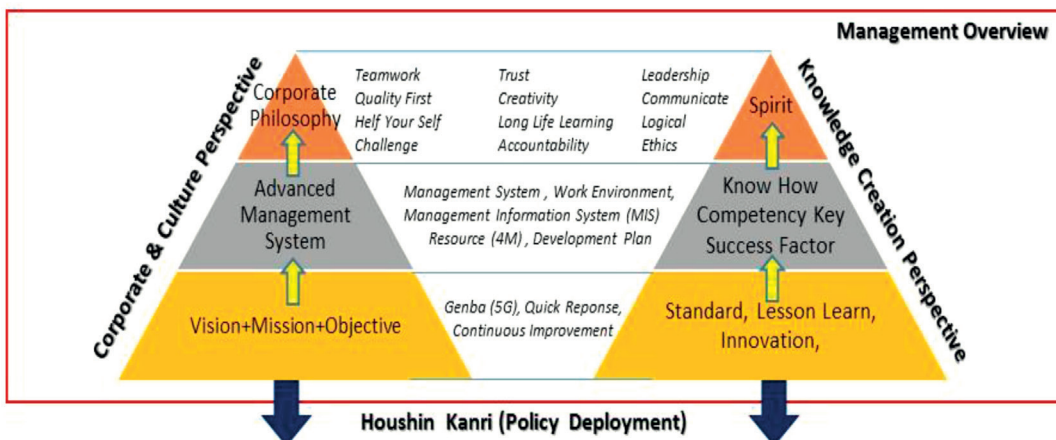 Management Overview
Corporate & Culture Perspective
Corporate
Philosophy
Teamwork
Quality First
Helf Your Self
Challenge
Trust
Creativity
Long Life Learning
Accountability
Leadership
Communicate
Logical
Ethics
Spirit
Knowledge Creation Perspective
Advanced
Management
System
Management System , Work Environment,
Management Information System (MIS)
Resource (4M) , Development Plan
Know How
Competency Key
Success Factor
Vision+Mission+Objective
Genba (5G), Quick Reponse,
Continuous Improvement
Standard, Lesson Learn,
Innovation,
Houshin Kanri (Policy Deployment)